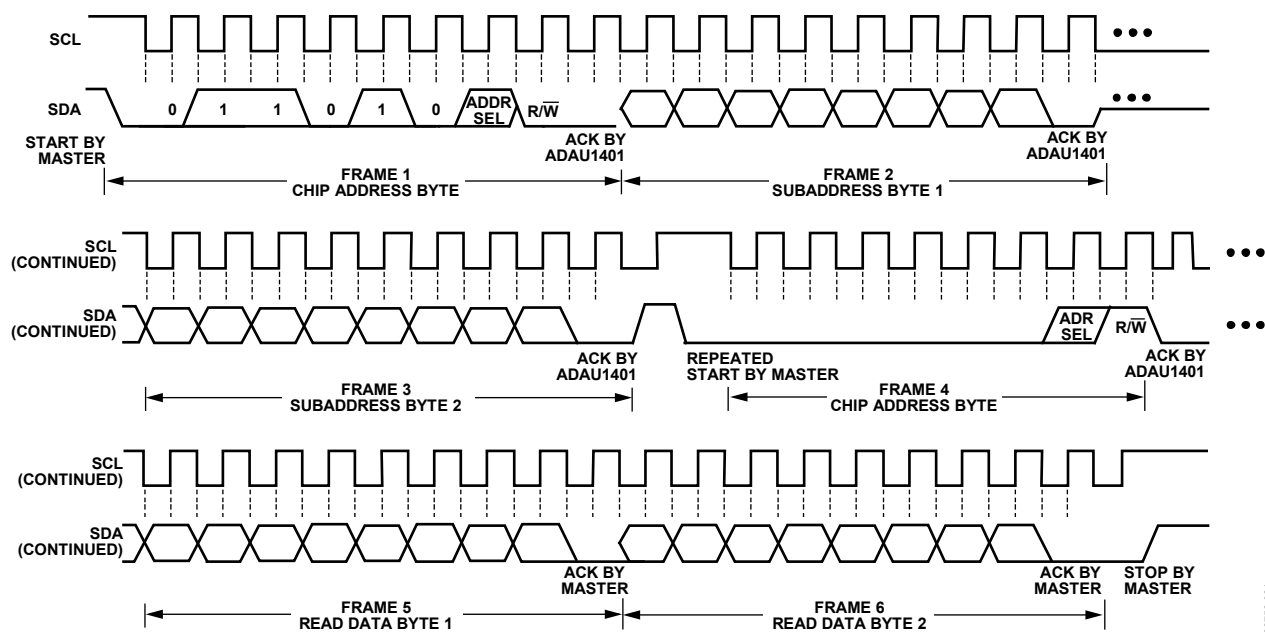 SCL
SDA
0 1 1 0 1 0 ADDR SEL R/W̅
START BY
MASTER
ACK BY
ADAU1401
ACK BY
ADAU1401
FRAME 1
CHIP ADDRESS BYTE
FRAME 2
SUBADDRESS BYTE 1
SCL
(CONTINUED)
SDA
(CONTINUED)
ADR
SEL
R/W̅
ACK BY
ADAU1401
REPEATED
START BY MASTER
ACK BY
ADAU1401
FRAME 3
SUBADDRESS BYTE 2
FRAME 4
CHIP ADDRESS BYTE
SCL
(CONTINUED)
SDA
(CONTINUED)
ACK BY
MASTER
ACK BY
MASTER
STOP BY
MASTER
FRAME 5
READ DATA BYTE 1
FRAME 6
READ DATA BYTE 2